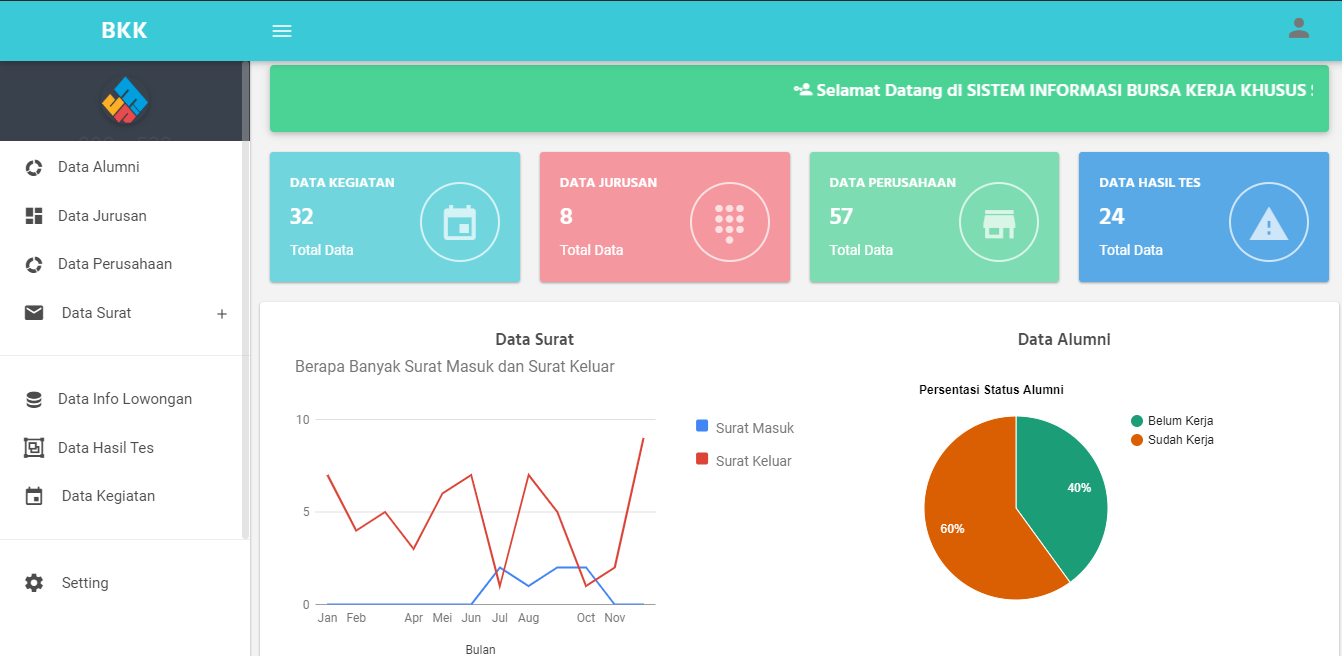 BKK
Selamat Datang di SISTEM INFORMASI BURSA KERJA KHUSUS
Data Alumni
Data Jurusan
Data Perusahaan
Data Surat +
Data Info Lowongan
Data Hasil Tes
Data Kegiatan
Setting
DATA KEGIATAN
32
Total Data
DATA JURUSAN
8
Total Data
DATA PERUSAHAAN
57
Total Data
DATA HASIL TES
24
Total Data
Data Surat
Berapa Banyak Surat Masuk dan Surat Keluar
10
5
0
Jan Feb Apr Mei Jun Jul Aug Oct Nov
Bulan
Surat Masuk
Surat Keluar
Data Alumni
Persentasi Status Alumni
40%
60%
Belum Kerja
Sudah Kerja